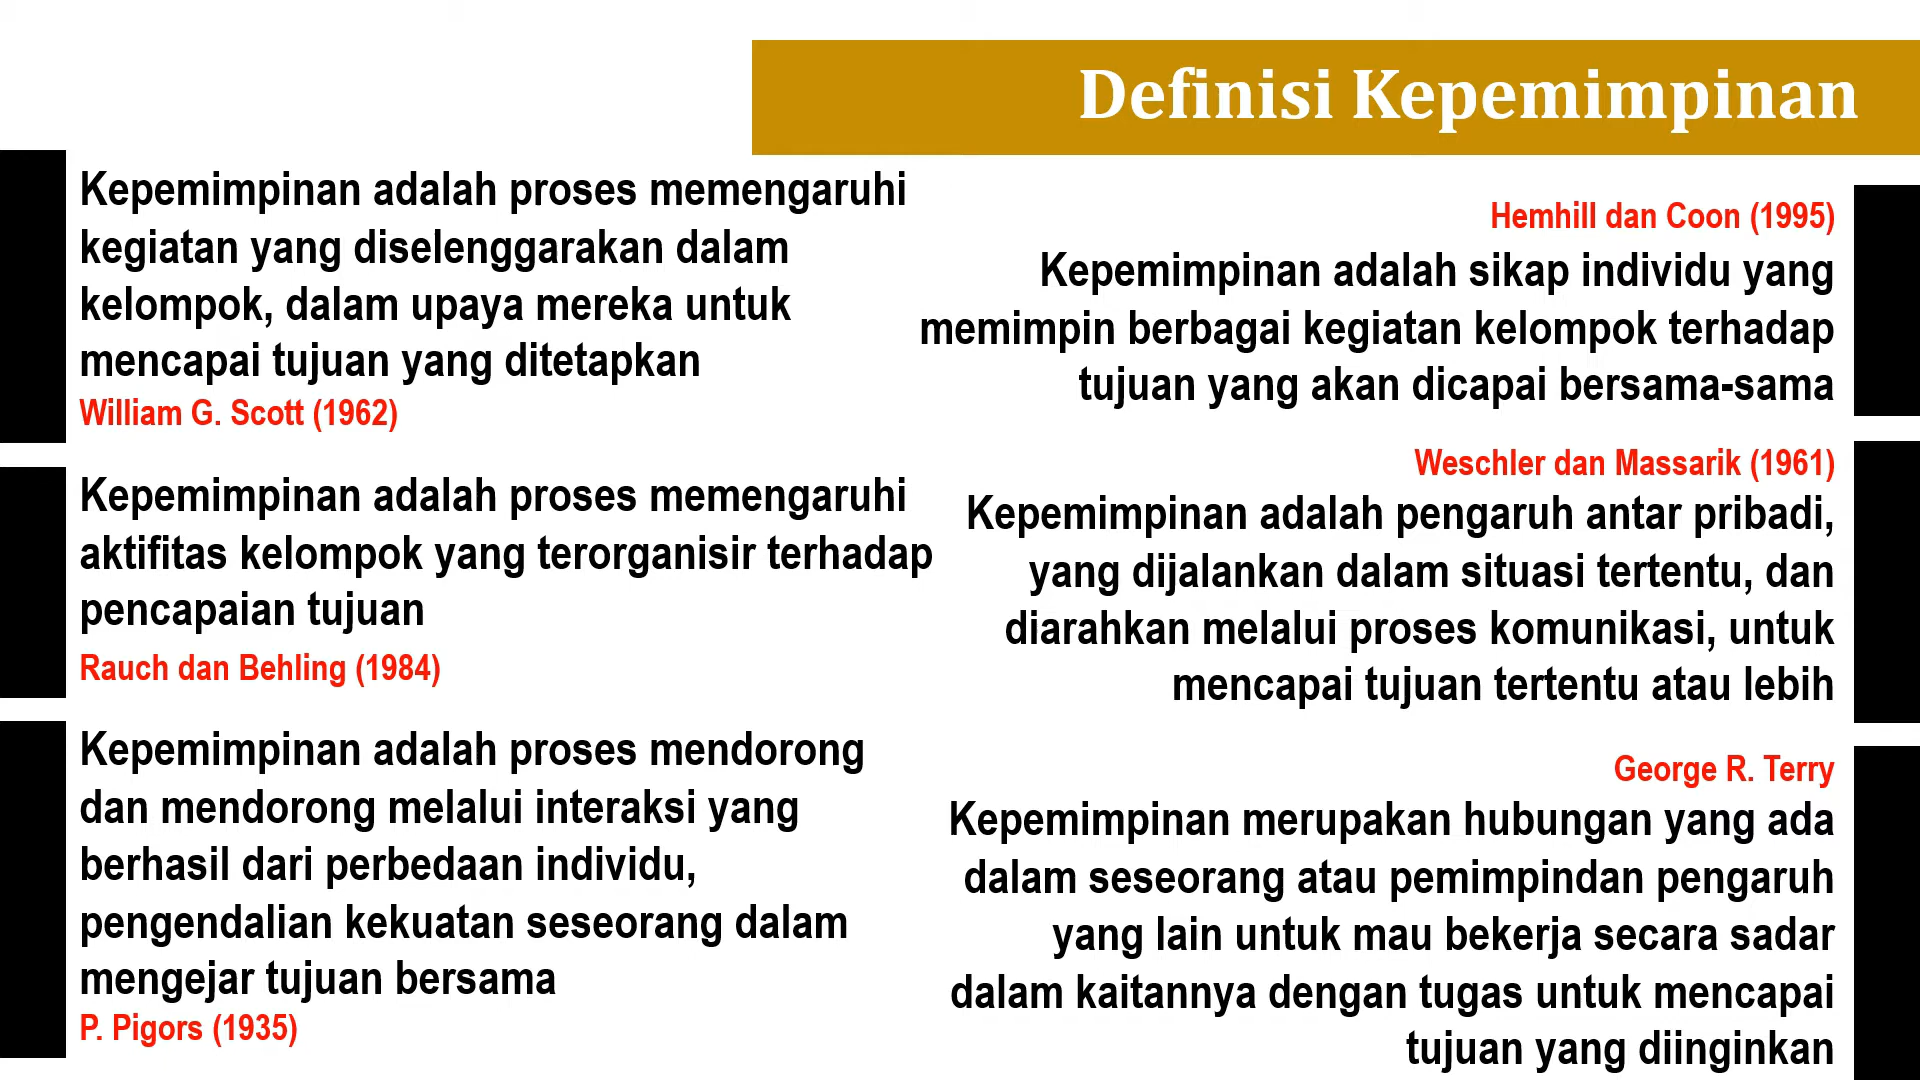 Definisi Kepemimpinan
Kepemimpinan adalah proses memengaruhi
kegiatan yang diselenggarakan dalam
kelompok, dalam upaya mereka untuk
mencapai tujuan yang ditetapkan
William G. Scott (1962)
Kepemimpinan adalah proses memengaruhi
aktifitas kelompok yang terorganisir terhadap
pencapaian tujuan
Rauch dan Behling (1984)
Kepemimpinan adalah proses mendorong
dan mendorong melalui interaksi yang
berhasil dari perbedaan individu,
pengendalian kekuatan seseorang dalam
mengejar tujuan bersama
P. Pigors (1935)
Hemhill dan Coon (1995)
Kepemimpinan adalah sikap individu yang
memimpin berbagai kegiatan kelompok terhadap
tujuan yang akan dicapai bersama-sama
Weschler dan Massarik (1961)
Kepemimpinan adalah pengaruh antar pribadi,
yang dijalankan dalam situasi tertentu, dan
diarahkan melalui proses komunikasi, untuk
mencapai tujuan tertentu atau lebih
George R. Terry
Kepemimpinan merupakan hubungan yang ada
dalam seseorang atau pemimpindan pengaruh
yang lain untuk mau bekerja secara sadar
dalam kaitannya dengan tugas untuk mencapai
tujuan yang diinginkan